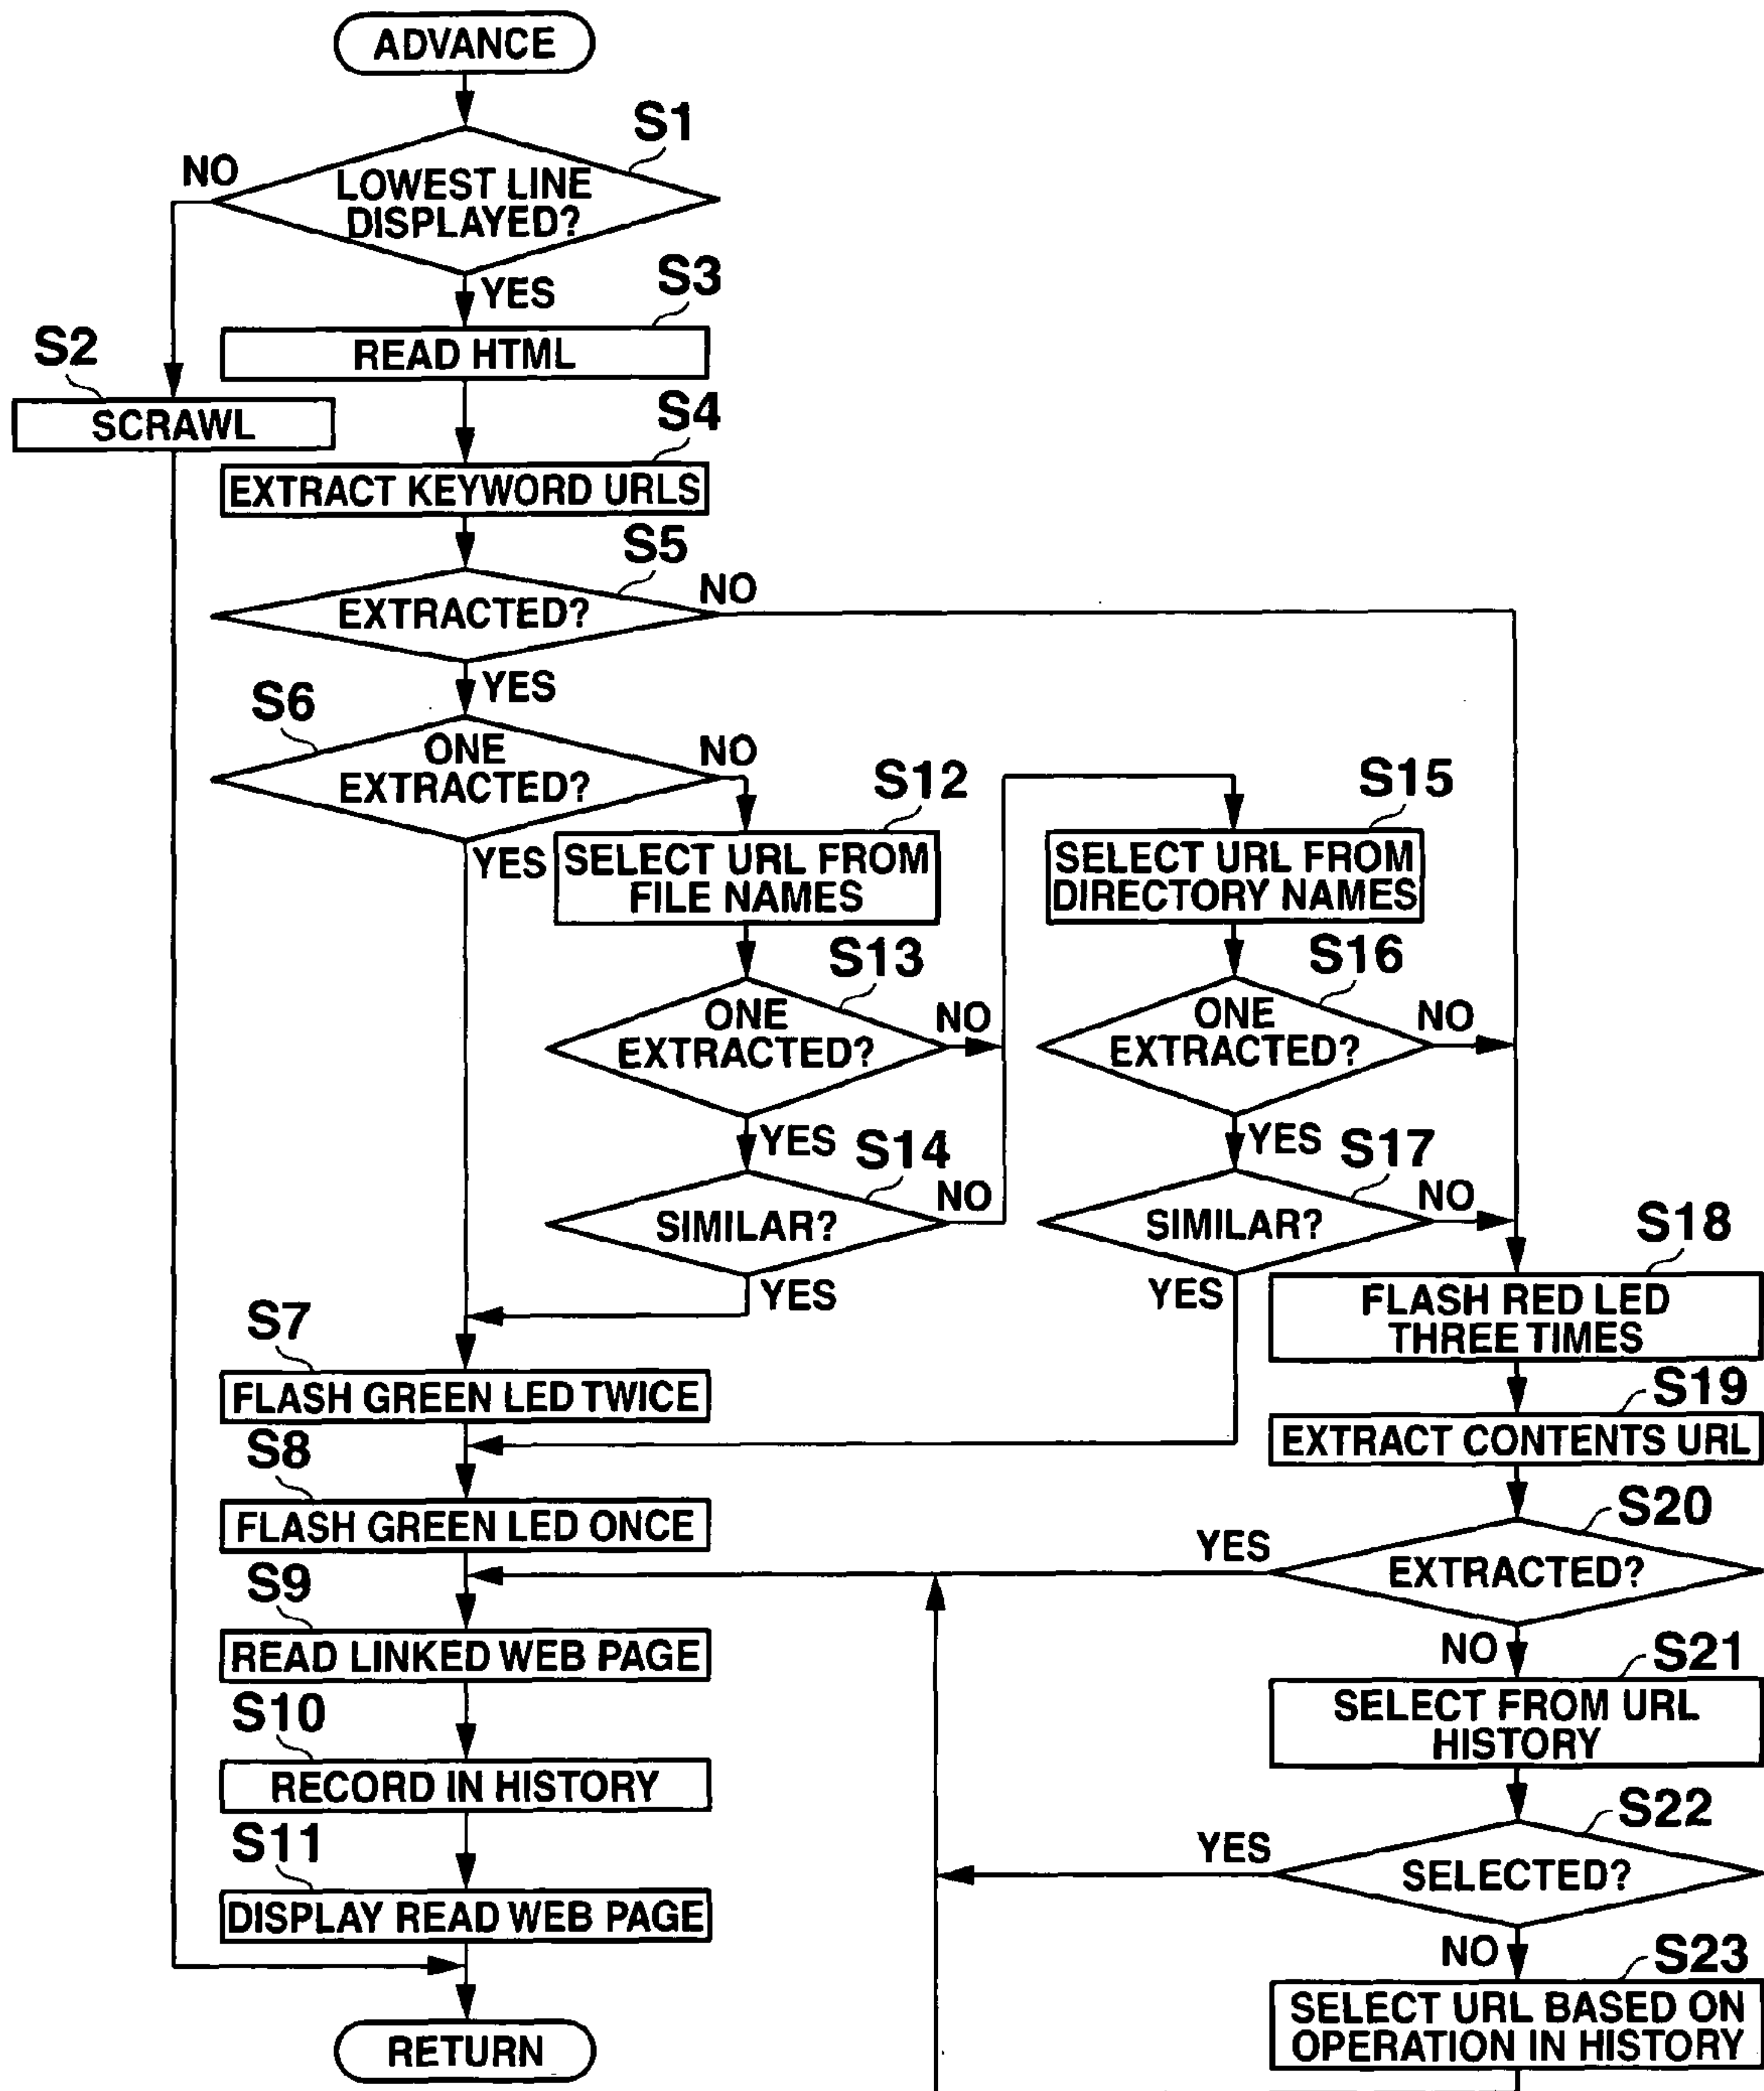 ADVANCE
S1
NO
LOWEST LINE
DISPLAYED?
YES
S3
READ HTML
S2
SCRAWL
S4
EXTRACT KEYWORD URLS
S5
EXTRACTED?
NO
YES
S6
ONE
EXTRACTED?
NO
YES
S12
SELECT URL FROM
FILE NAMES
S13
ONE
EXTRACTED?
NO
YES
S14
SIMILAR?
NO
YES
S15
SELECT URL FROM
DIRECTORY NAMES
S16
ONE
EXTRACTED?
NO
YES
S17
SIMILAR?
NO
YES
S7
FLASH GREEN LED TWICE
S8
FLASH GREEN LED ONCE
S9
READ LINKED WEB PAGE
S10
RECORD IN HISTORY
S11
DISPLAY READ WEB PAGE
RETURN
S18
FLASH RED LED
THREE TIMES
S19
EXTRACT CONTENTS URL
S20
YES
EXTRACTED?
NO
S21
SELECT FROM URL
HISTORY
S22
YES
SELECTED?
NO
S23
SELECT URL BASED ON
OPERATION IN HISTORY